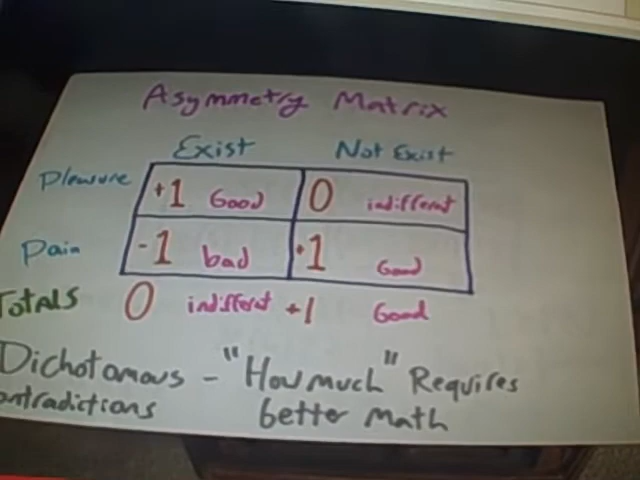 Asymmetry Matrix
Exist Not Exist
Pleasure +1 Good 0 indifferent
Pain -1 bad +1 Good
Totals 0 indifferent +1 Good
Dichotomous - "How much" Requires
ontradictions better math